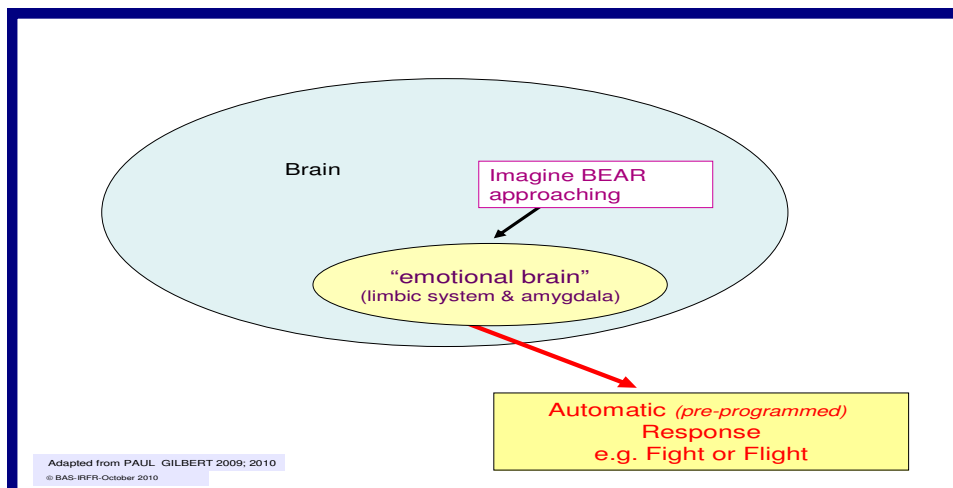 Brain
Imagine BEAR
approaching
“emotional brain”
(limbic system & amygdala)
Automatic (pre-programmed)
Response
e.g. Fight or Flight
Adapted from PAUL GILBERT 2009; 2010
© BAS-IRFR-October 2010